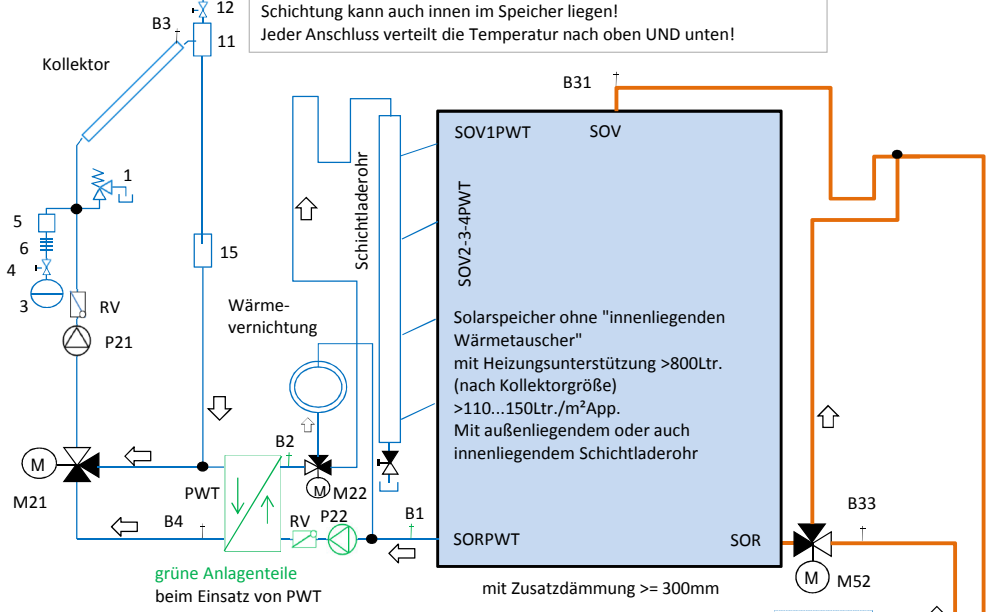 12
Schichtung kann auch innen im Speicher liegen!
Jeder Anschluss verteilt die Temperatur nach oben UND unten!
B3
11
Kollektor
B31
SOV1PWT
SOV
Schichtladerohr
SOV2-3-4PWT
1
5
6
4
3
15
RV
P21
Wärme-
vernichtung
Solarspeicher ohne "innenliegenden
Wärmetauscher"
mit Heizungsunterstützung >800Ltr.
(nach Kollektorgröße)
>110...150Ltr./m²App.
Mit außenliegendem oder auch
innenliegendem Schichtladerohr
B2
M
M21
PWT
M
M22
B4
RV
P22
B1
SORPWT
SOR
B33
M
M52
grüne Anlagenteile
beim Einsatz von PWT
mit Zusatzdämmung >= 300mm